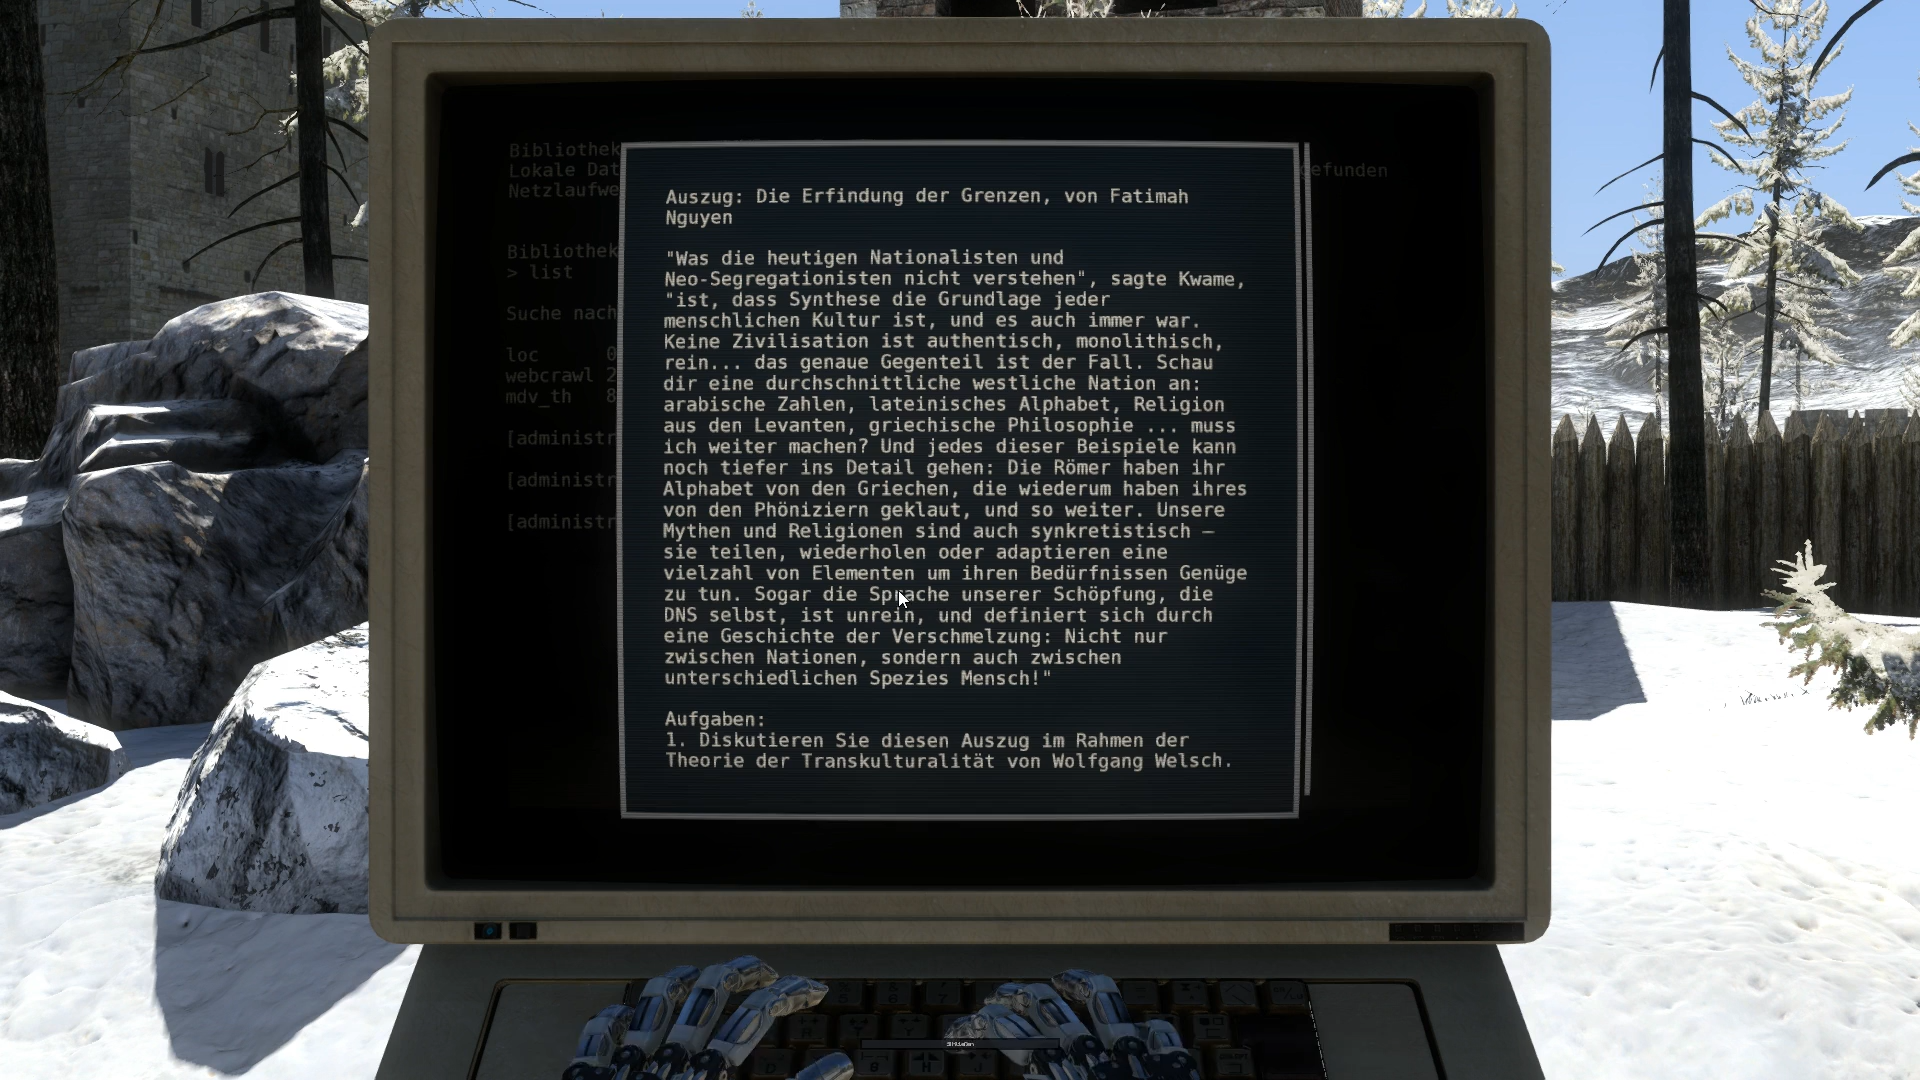 Bibliothek
Lokale Dat
Netzlaufwe
efunden
Bibliothek
> list
Suche nach
loc 0
webcrawl 2
mdv_th 8
[administr
[administr
[administr
Auszug: Die Erfindung der Grenzen, von Fatimah
Nguyen
"Was die heutigen Nationalisten und
Neo-Segregationisten nicht verstehen", sagte Kwame,
"ist, dass Synthese die Grundlage jeder
menschlichen Kultur ist, und es auch immer war.
Keine Zivilisation ist authentisch, monolithisch,
rein... das genaue Gegenteil ist der Fall. Schau
dir eine durchschnittliche westliche Nation an:
arabische Zahlen, lateinisches Alphabet, Religion
aus den Levanten, griechische Philosophie ... muss
ich weiter machen? Und jedes dieser Beispiele kann
noch tiefer ins Detail gehen: Die Römer haben ihr
Alphabet von den Griechen, die wiederum haben ihres
von den Phöniziern geklaut, und so weiter. Unsere
Mythen und Religionen sind auch synkretistisch –
sie teilen, wiederholen oder adaptieren eine
vielzahl von Elementen um ihren Bedürfnissen Genüge
zu tun. Sogar die Sprache unserer Schöpfung, die
DNS selbst, ist unrein, und definiert sich durch
eine Geschichte der Verschmelzung: Nicht nur
zwischen Nationen, sondern auch zwischen
unterschiedlichen Spezies Mensch!"
Aufgaben:
1. Diskutieren Sie diesen Auszug im Rahmen der
Theorie der Transkulturalität von Wolfgang Welsch.